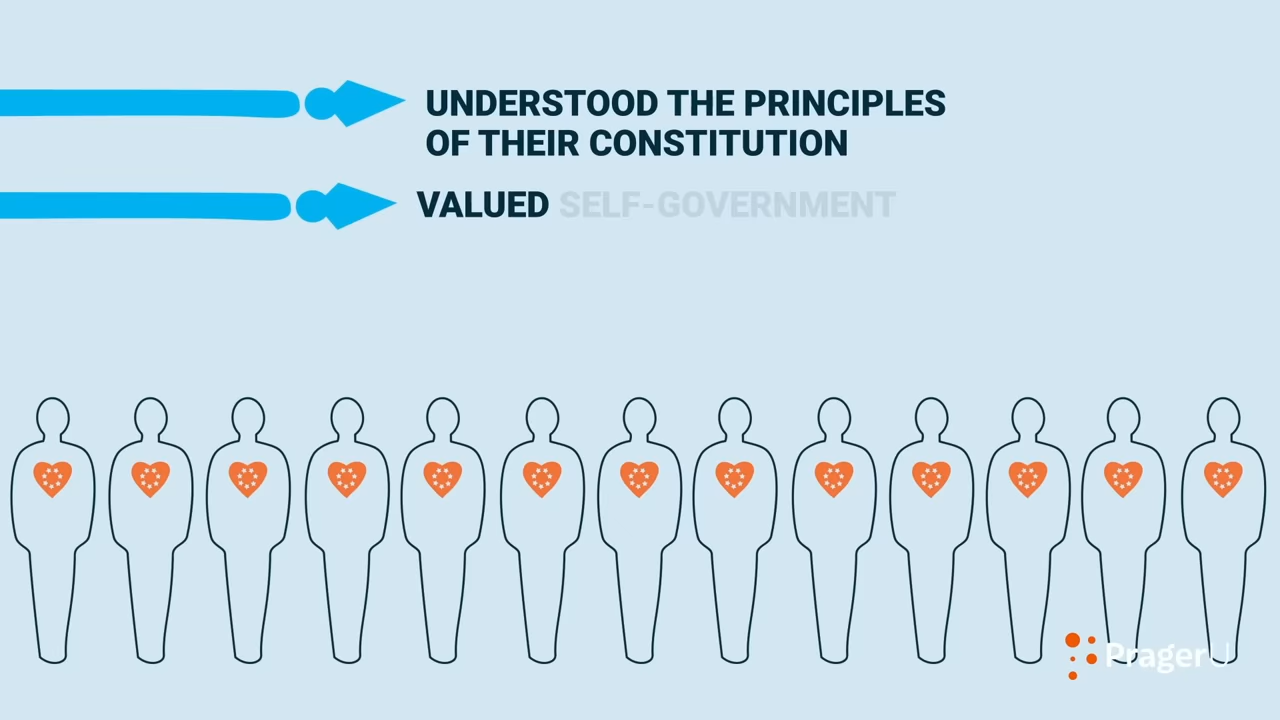 UNDERSTOOD THE PRINCIPLES
OF THEIR CONSTITUTION
VALUED SELF-GOVERNMENT
PragerU